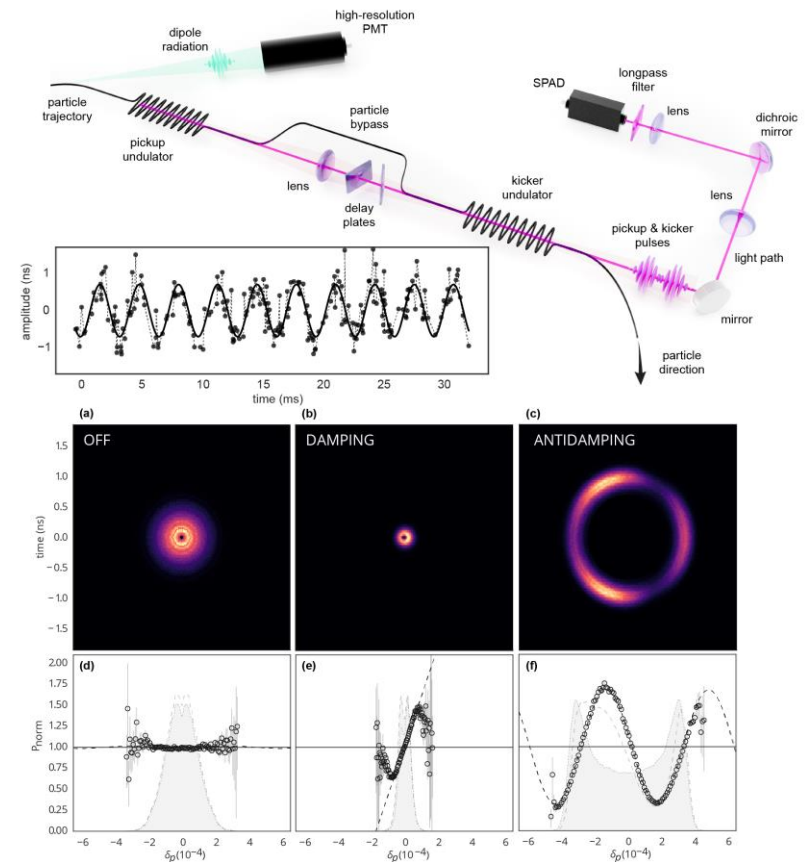 high-resolution
PMT
dipole
radiation
SPAD
longpass
filter
lens
dichroic
mirror
particle
trajectory
pickup
undulator
particle
bypass
lens
delay
plates
kicker
undulator
lens
pickup & kicker
pulses
light path
mirror
particle
direction
amplitude (ns)
1
0
−1
0 5 10 15 20 25 30
time (ms)
(a) (b) (c)
OFF DAMPING ANTIDAMPING
time (ns)
1.5
1.0
0.5
0.0
−0.5
−1.0
−1.5
(d) (e) (f)
Pnorm
2.00
1.75
1.50
1.25
1.00
0.75
0.50
0.25
0.00
−6 −4 −2 0 2 4 6 −6 −4 −2 0 2 4 6 −6 −4 −2 0 2 4 6
δp(10⁻⁴) δp(10⁻⁴) δp(10⁻⁴)